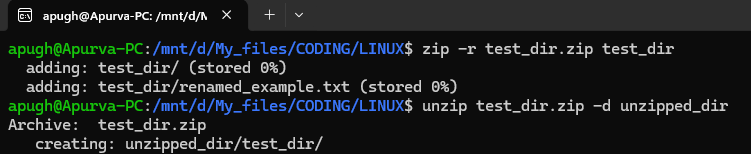 apugh@Apurva-PC: /mnt/d/M
apugh@Apurva-PC:/mnt/d/My_files/CODING/LINUX$ zip -r test_dir.zip test_dir
  adding: test_dir/ (stored 0%)
  adding: test_dir/renamed_example.txt (stored 0%)
apugh@Apurva-PC:/mnt/d/My_files/CODING/LINUX$ unzip test_dir.zip -d unzipped_dir
Archive:  test_dir.zip
   creating: unzipped_dir/test_dir/